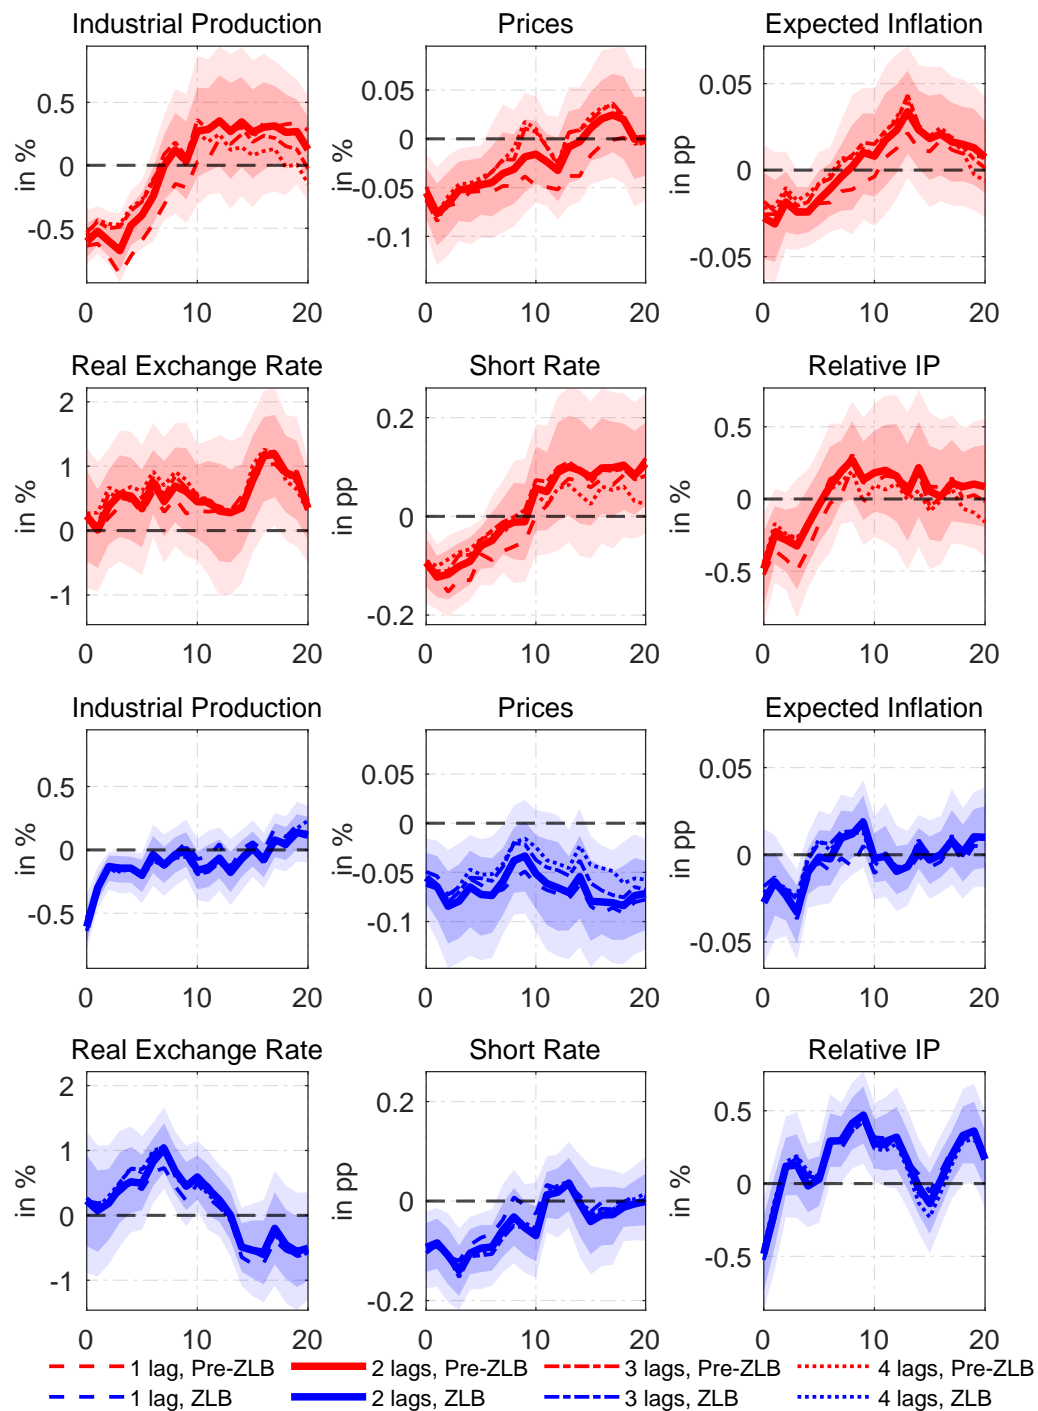 Industrial Production Prices Expected Inflation
in % 0.5 0 -0.5 0 10 20
in % 0.05 0 -0.05 -0.1 0 10 20
in pp 0.05 0 -0.05 0 10 20
Real Exchange Rate Short Rate Relative IP
in % 2 1 0 -1 0 10 20
in pp 0.2 0 -0.2 0 10 20
in % 0.5 0 -0.5 0 10 20
Industrial Production Prices Expected Inflation
in % 0.5 0 -0.5 0 10 20
in % 0.05 0 -0.05 -0.1 0 10 20
in pp 0.05 0 -0.05 0 10 20
Real Exchange Rate Short Rate Relative IP
in % 2 1 0 -1 0 10 20
in pp 0.2 0 -0.2 0 10 20
in % 0.5 0 -0.5 0 10 20
1 lag, Pre-ZLB 2 lags, Pre-ZLB 3 lags, Pre-ZLB 4 lags, Pre-ZLB
1 lag, ZLB 2 lags, ZLB 3 lags, ZLB 4 lags, ZLB